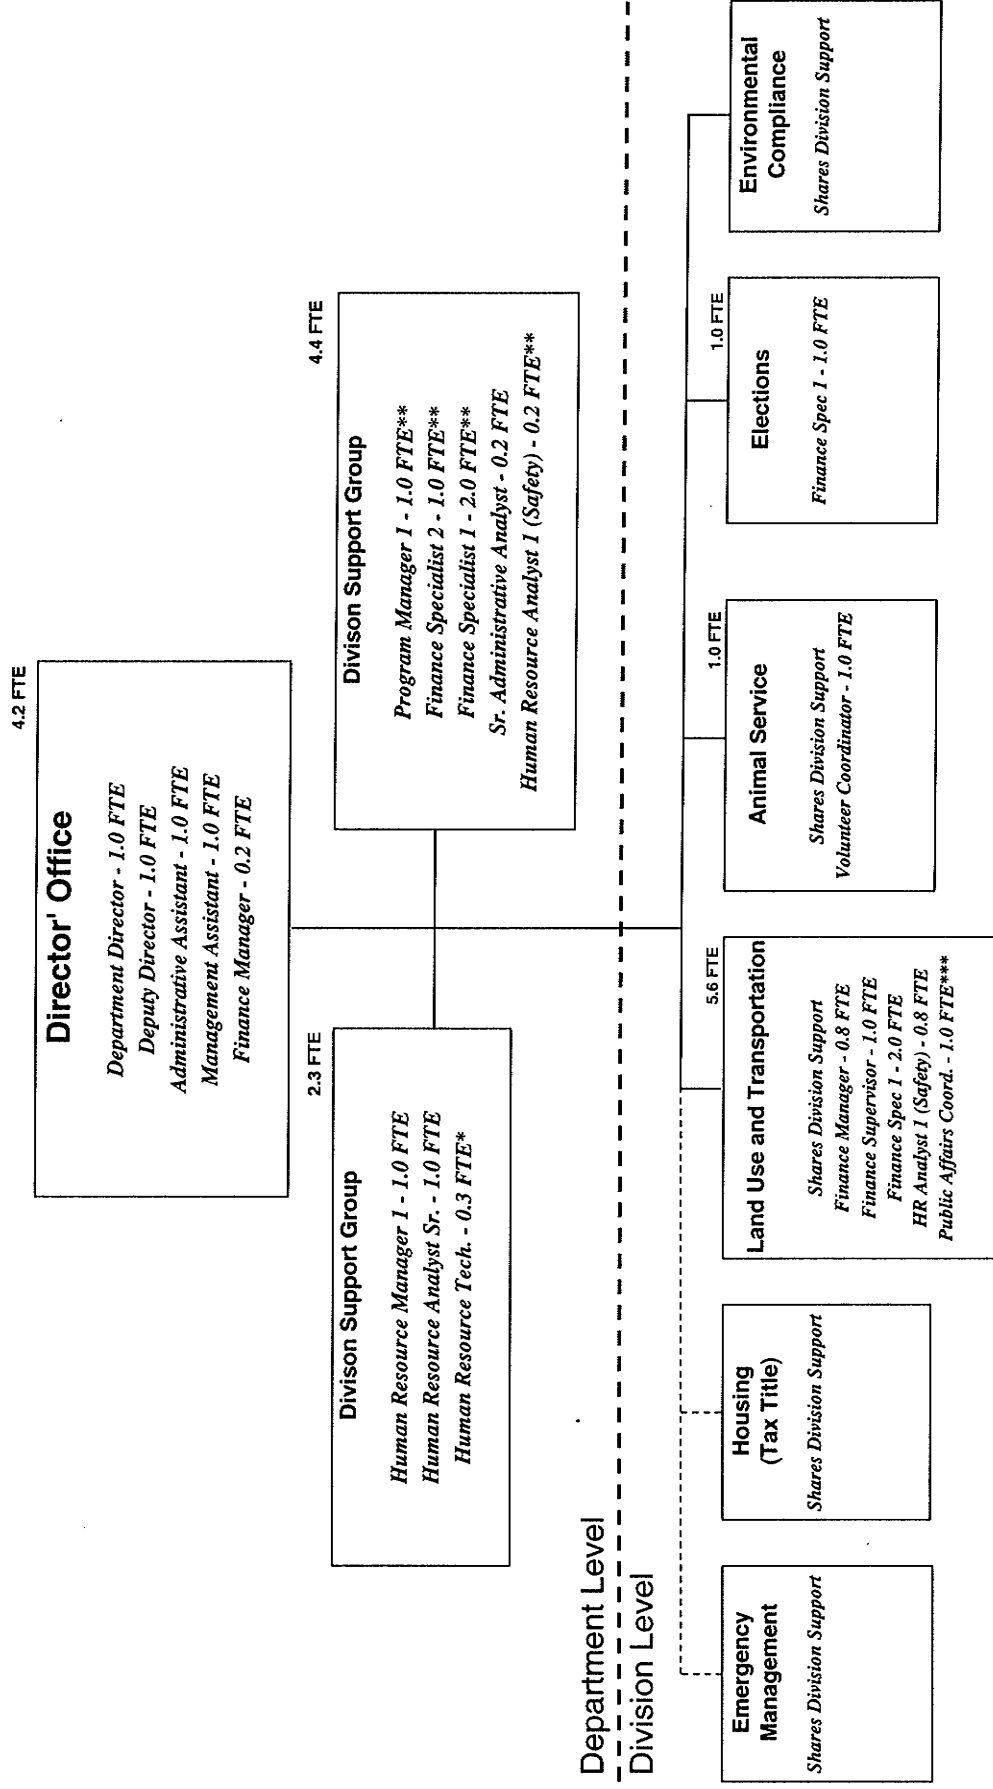 4.2 FTE
Director' Office
Department Director - 1.0 FTE
Deputy Director - 1.0 FTE
Administrative Assistant - 1.0 FTE
Management Assistant - 1.0 FTE
Finance Manager - 0.2 FTE
2.3 FTE
Divison Support Group
Human Resource Manager 1 - 1.0 FTE
Human Resource Analyst Sr. - 1.0 FTE
Human Resource Tech. - 0.3 FTE*
4.4 FTE
Divison Support Group
Program Manager 1 - 1.0 FTE**
Finance Specialist 2 - 1.0 FTE**
Finance Specialist 1 - 2.0 FTE**
Sr. Administrative Analyst - 0.2 FTE
Human Resource Analyst 1 (Safety) - 0.2 FTE**
Department Level
Division Level
Emergency
Management
Shares Division Support
Housing
(Tax Title)
Shares Division Support
5.6 FTE
Land Use and Transportation
Shares Division Support
Finance Manager - 0.8 FTE
Finance Supervisor - 1.0 FTE
Finance Spec 1 - 2.0 FTE
HR Analyst 1 (Safety) - 0.8 FTE
Public Affairs Coord. - 1.0 FTE***
1.0 FTE
Animal Service
Shares Division Support
Volunteer Coordinator - 1.0 FTE
1.0 FTE
Elections
Finance Spec 1 - 1.0 FTE
Environmental
Compliance
Shares Division Support